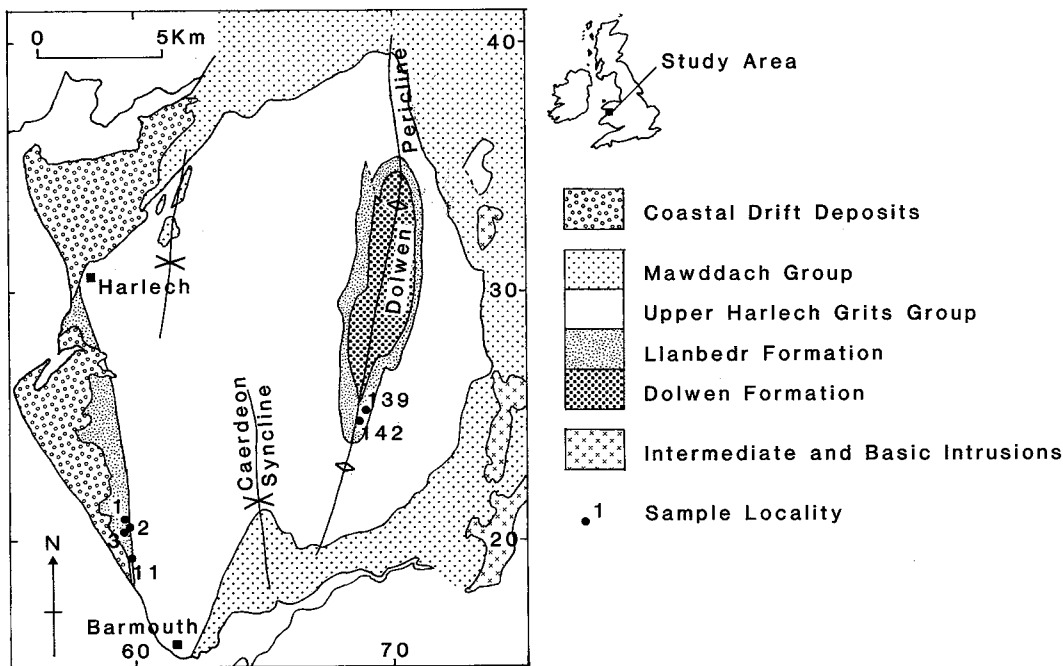 0 5Km
40
Pericline
Dolwen
Harlech
30
139
142
Caerdeon
Syncline
1
2
3
11
20
N
Barmouth
60
70
Study Area
Coastal Drift Deposits
Mawddach Group
Upper Harlech Grits Group
Llanbedr Formation
Dolwen Formation
Intermediate and Basic Intrusions
1 Sample Locality